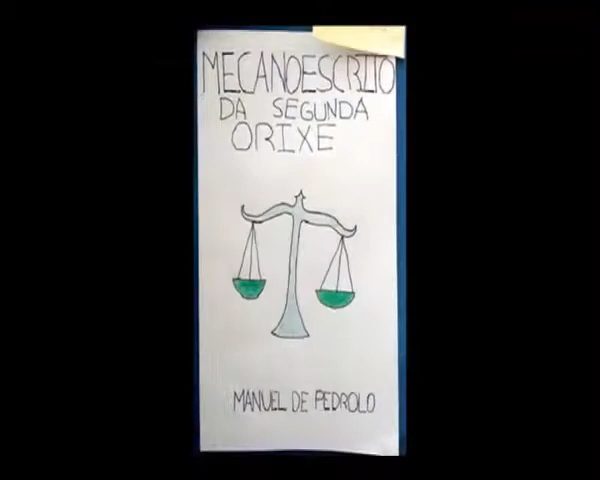 MECANOESCRITO
DA SEGUNDA
ORIXE
MANUEL DE PEDROLO